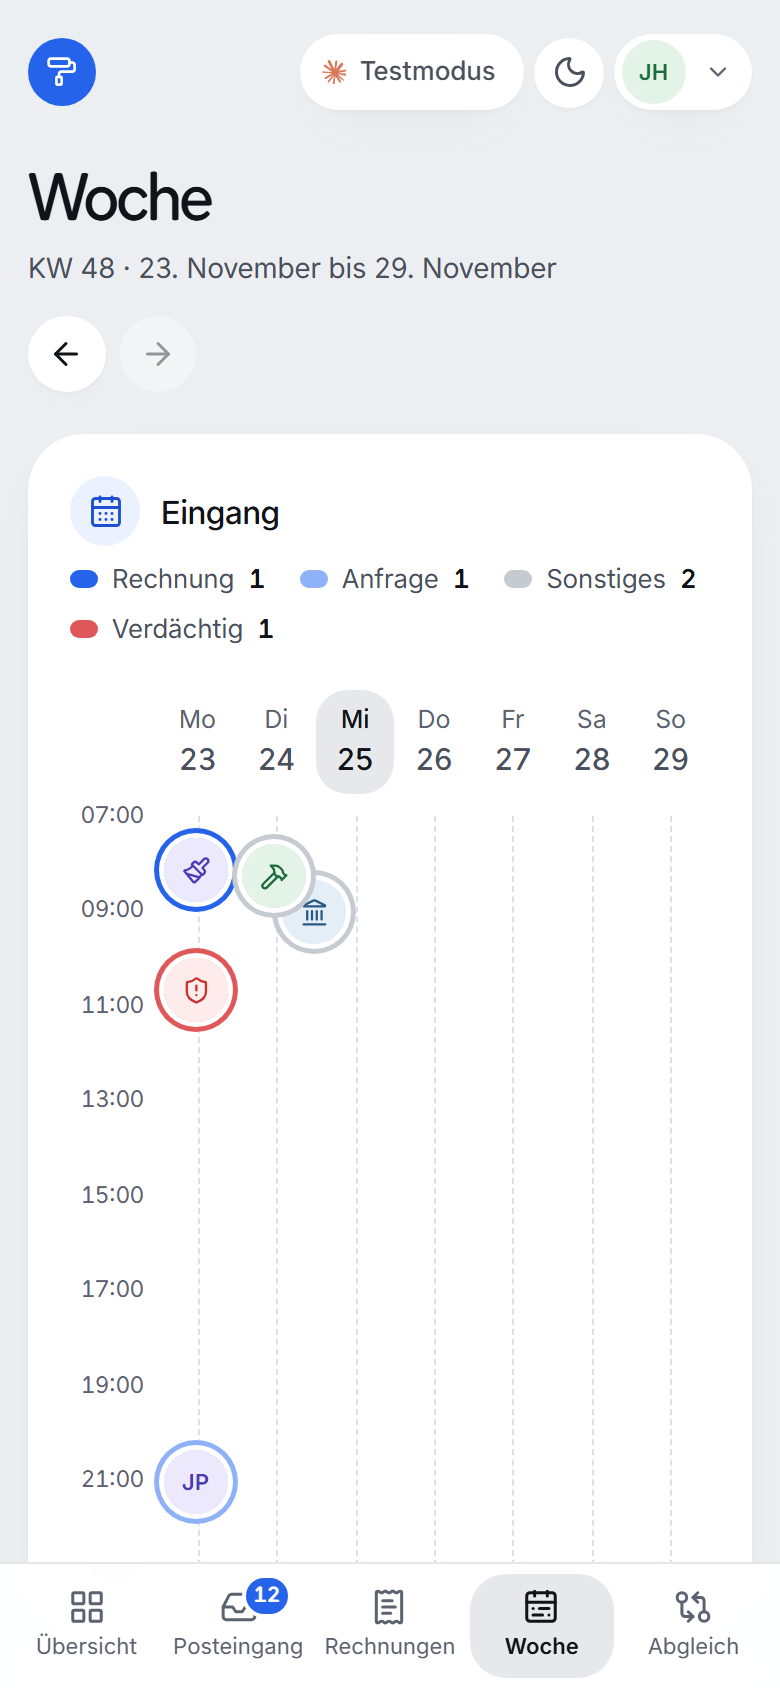 Testmodus
JH
Woche
KW 48 · 23. November bis 29. November
Eingang
Rechnung 1 Anfrage 1 Sonstiges 2
Verdächtig 1
Mo Di Mi Do Fr Sa So
23 24 25 26 27 28 29
07:00
09:00
11:00
13:00
15:00
17:00
19:00
21:00
JP
12
Übersicht Posteingang Rechnungen Woche Abgleich